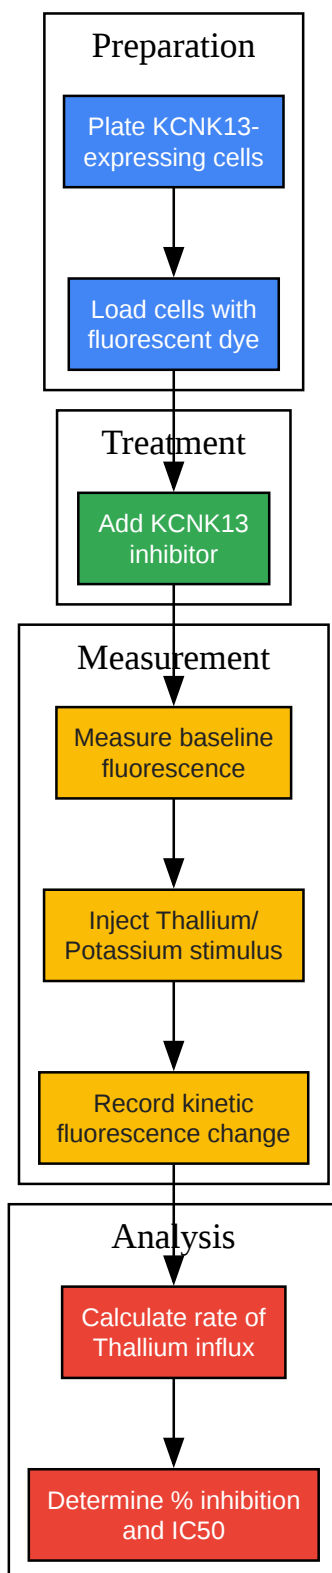 Preparation
Plate KCNK13-
expressing cells
Load cells with
fluorescent dye
Treatment
Add KCNK13
inhibitor
Measurement
Measure baseline
fluorescence
Inject Thallium/
Potassium stimulus
Record kinetic
fluorescence change
Analysis
Calculate rate of
Thallium influx
Determine % inhibition
and IC50